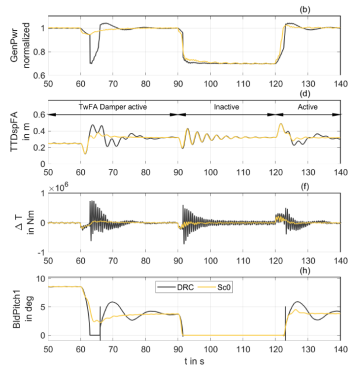 (b)
GenPwr
normalized
1
0.8
0.6
50 60 70 80 90 100 110 120 130 140
(d)
TTDspFA
in m
0.6
0.4
0.2
0
TwFA Damper active
Inactive
Active
50 60 70 80 90 100 110 120 130 140
×10⁶
(f)
Δ T
in Nm
1
0
-1
50 60 70 80 90 100 110 120 130 140
(h)
BldPitch1
in deg
10
5
0
DRC
Sc0
50 60 70 80 90 100 110 120 130 140
t in s